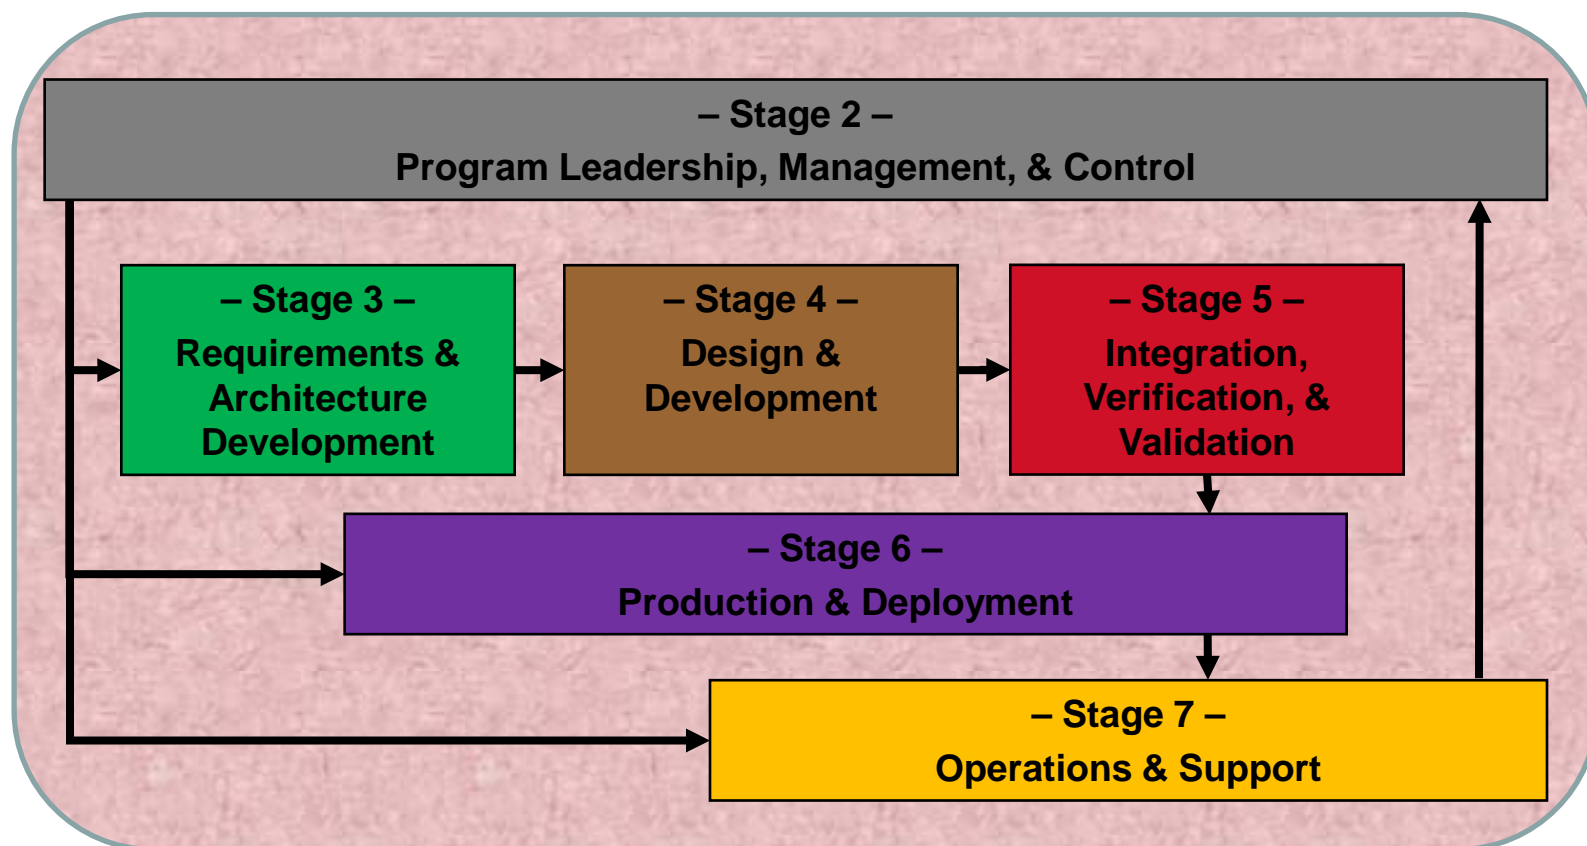 – Stage 2 –
Program Leadership, Management, & Control
– Stage 3 –
Requirements &
Architecture
Development
– Stage 4 –
Design &
Development
– Stage 5 –
Integration,
Verification, &
Validation
– Stage 6 –
Production & Deployment
– Stage 7 –
Operations & Support